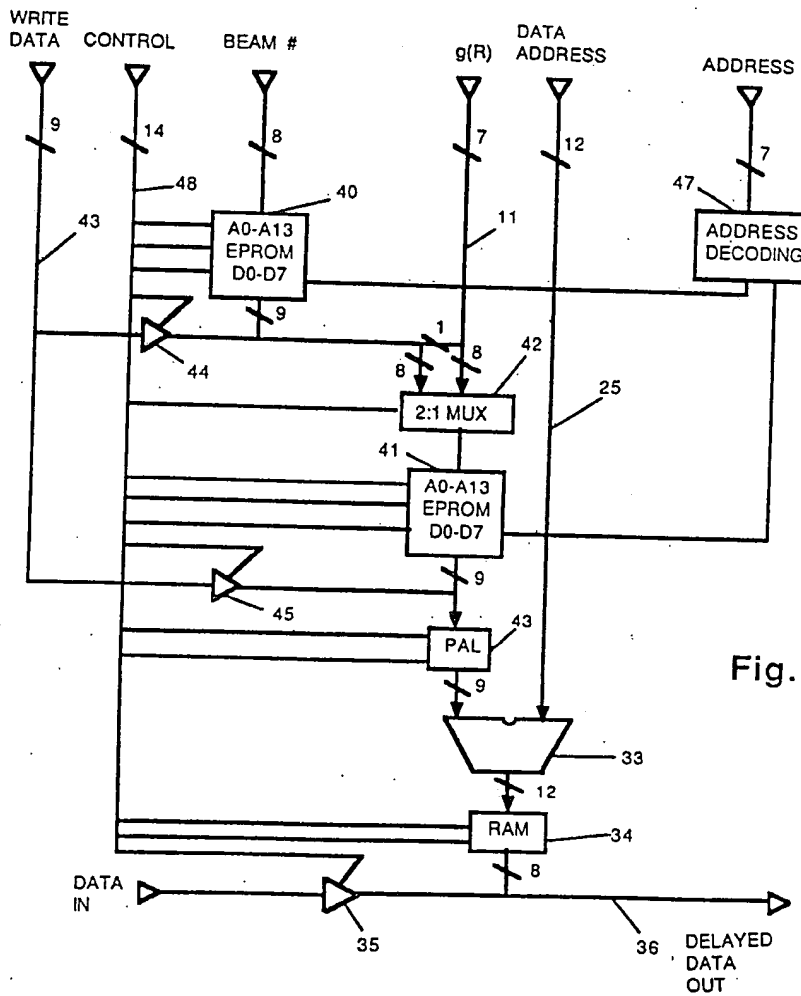 WRITE
DATA
CONTROL
BEAM #
g(R)
DATA
ADDRESS
ADDRESS
9
14
8
7
12
7
48
40
47
43
11
A0-A13
EPROM
D0-D7
ADDRESS
DECODING
9
1
44
8
8
42
25
2:1 MUX
41
A0-A13
EPROM
D0-D7
9
45
43
PAL
9
Fig.
33
12
RAM
34
8
DATA
IN
35
36
DELAYED
DATA
OUT